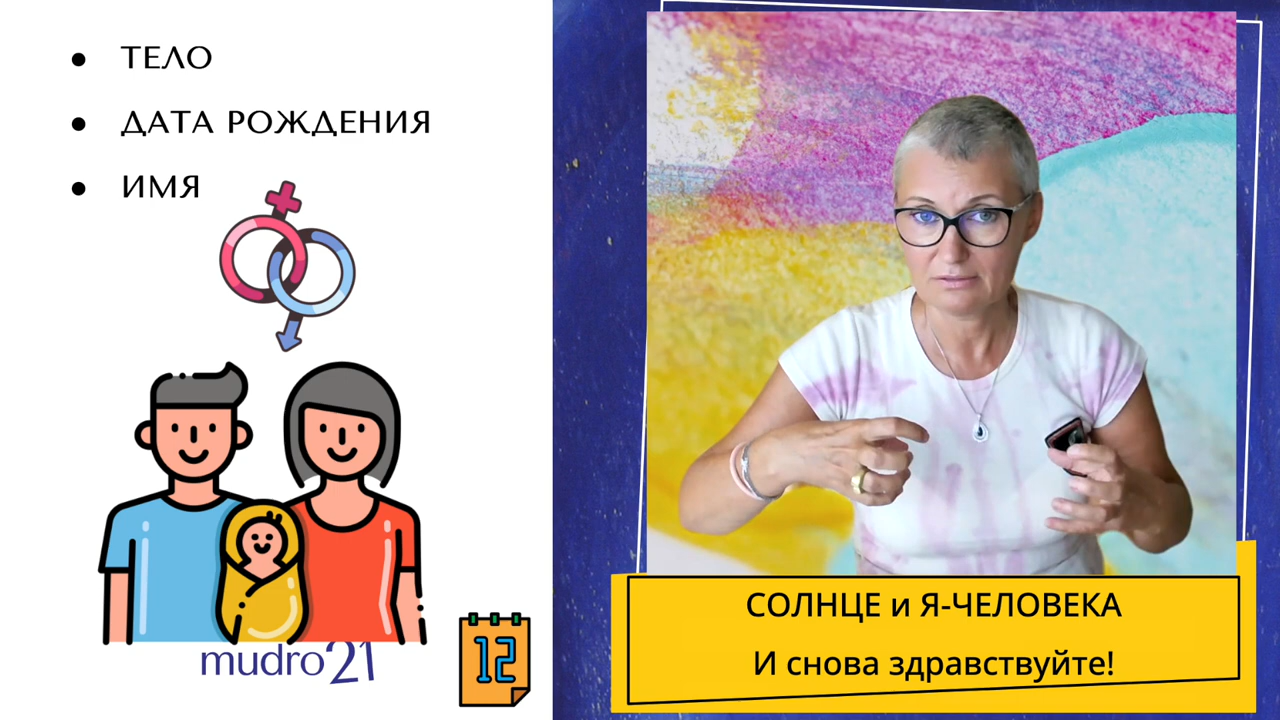 ТЕЛО
ДАТА РОЖДЕНИЯ
ИМЯ
mudro21
12
СОЛНЦЕ и Я-ЧЕЛОВЕКА
И снова здравствуйте!